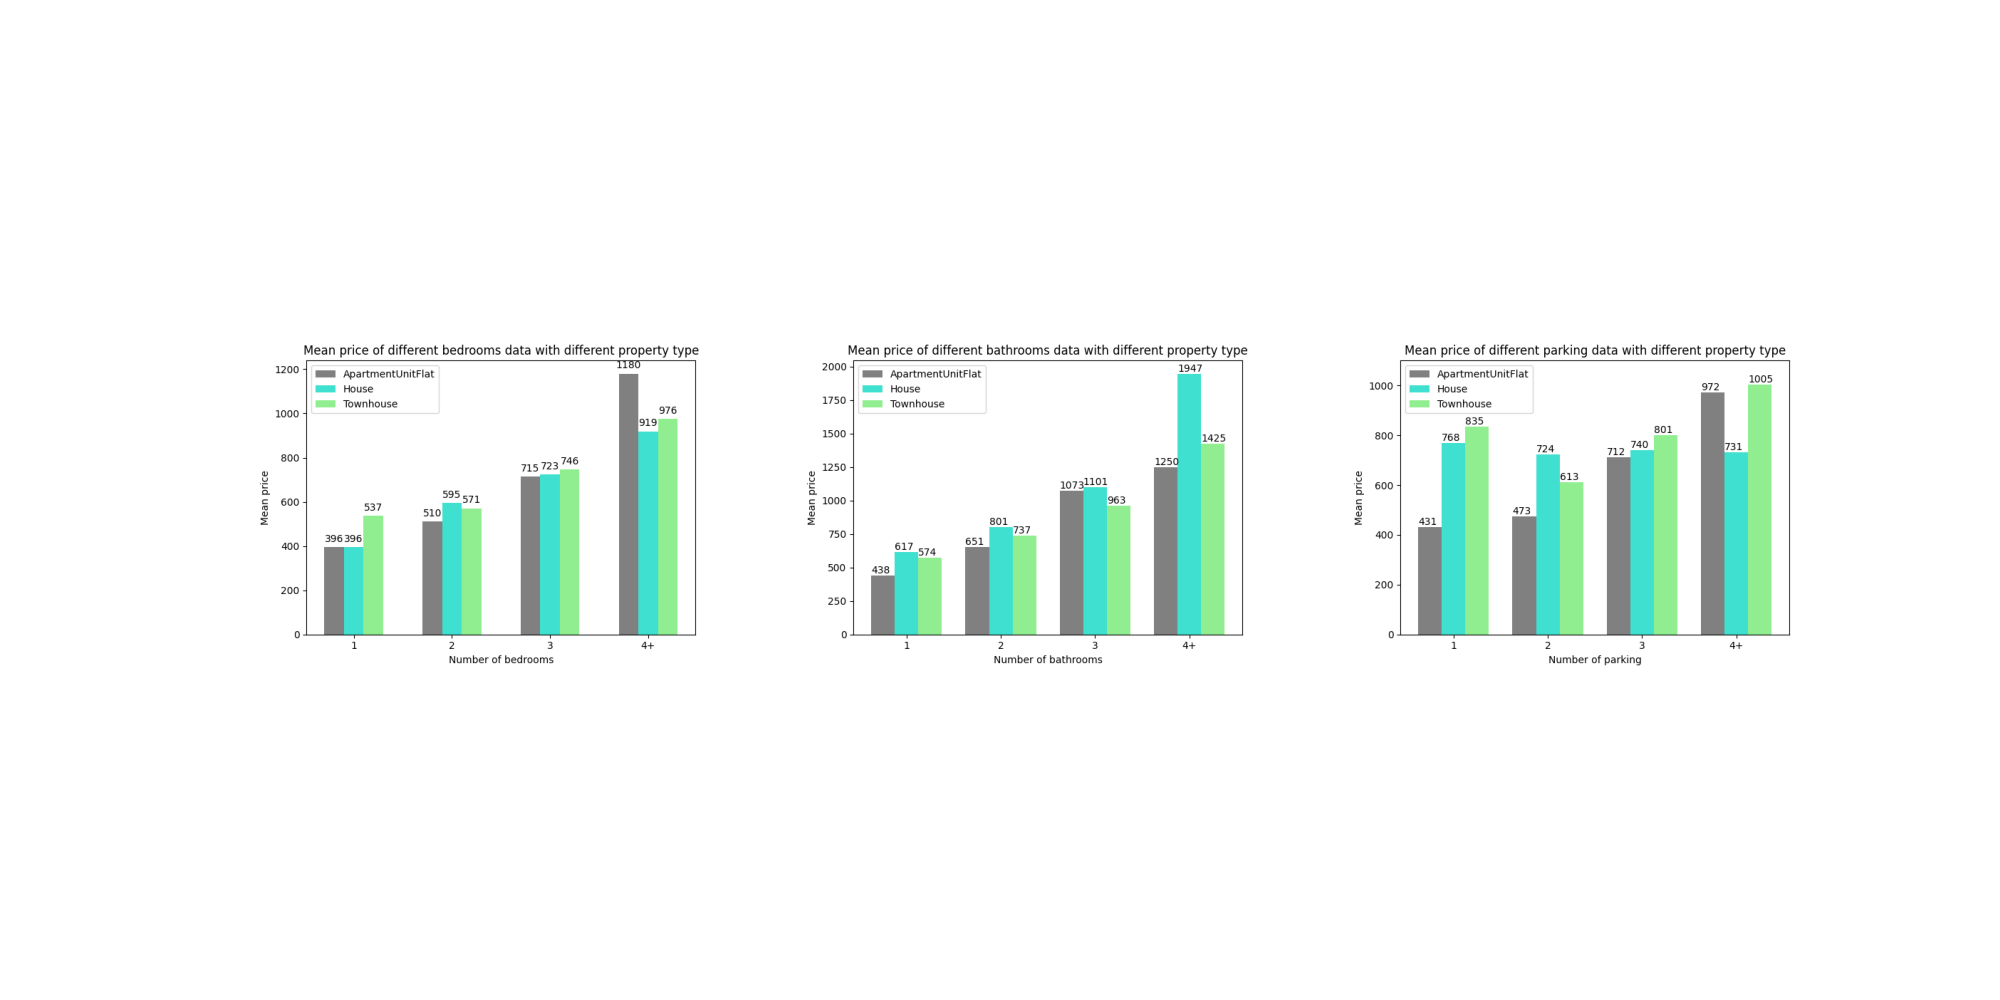 Mean price of different bedrooms data with different property type
1180
1200
ApartmentUnitFlat
House
Townhouse
976
1000
919
800
715 723 746
Mean price
600
595
571
537
510
396 396
400
200
0
1 2 3 4+
Number of bedrooms
Mean price of different bathrooms data with different property type
2000
1947
ApartmentUnitFlat
House
Townhouse
1750
1500
1425
1250
1250
1073 1101
1000
963
Mean price
801
750
737
651
617
574
500
438
250
0
1 2 3 4+
Number of bathrooms
Mean price of different parking data with different property type
ApartmentUnitFlat
House
Townhouse
1005
1000
972
835
801
800
768
740
731
724
712
Mean price
613
600
473
431
400
200
0
1 2 3 4+
Number of parking